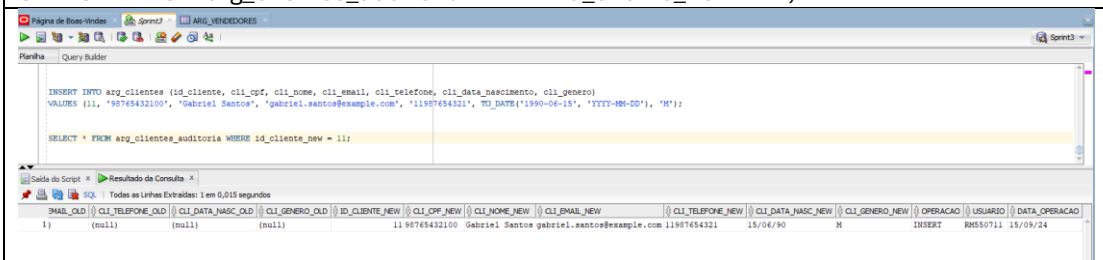 Página de Boas-Vindas Sprint3 ARG_VENDEDORES
Sprint3
Planilha Query Builder
INSERT INTO arg_clientes (id_cliente, cli_cpf, cli_nome, cli_email, cli_telefone, cli_data_nascimento, cli_genero)
VALUES (11, '98765432100', 'Gabriel Santos', 'gabriel.santos@example.com', '11987654321', TO_DATE('1990-06-15', 'YYYY-MM-DD'), 'M');
SELECT * FROM arg_clientes_auditoria WHERE id_cliente_new = 11;
Saída do Script x Resultado da Consulta x
SQL | Todas as Linhas Extraídas: 1 em 0,015 segundos
CLI_TELEFONE_OLD CLI_DATA_NASC_OLD CLI_GENERO_OLD ID_CLIENTE_NEW CLI_CPF_NEW CLI_NOME_NEW CLI_EMAIL_NEW CLI_TELEFONE_NEW CLI_DATA_NASC_NEW CLI_GENERO_NEW OPERACAO USUARIO DATA_OPERACAO
1 ) (null) (null) (null) 11 98765432100 Gabriel Santos gabriel.santos@example.com 11987654321 15/06/90 M INSERT RM550711 15/09/24